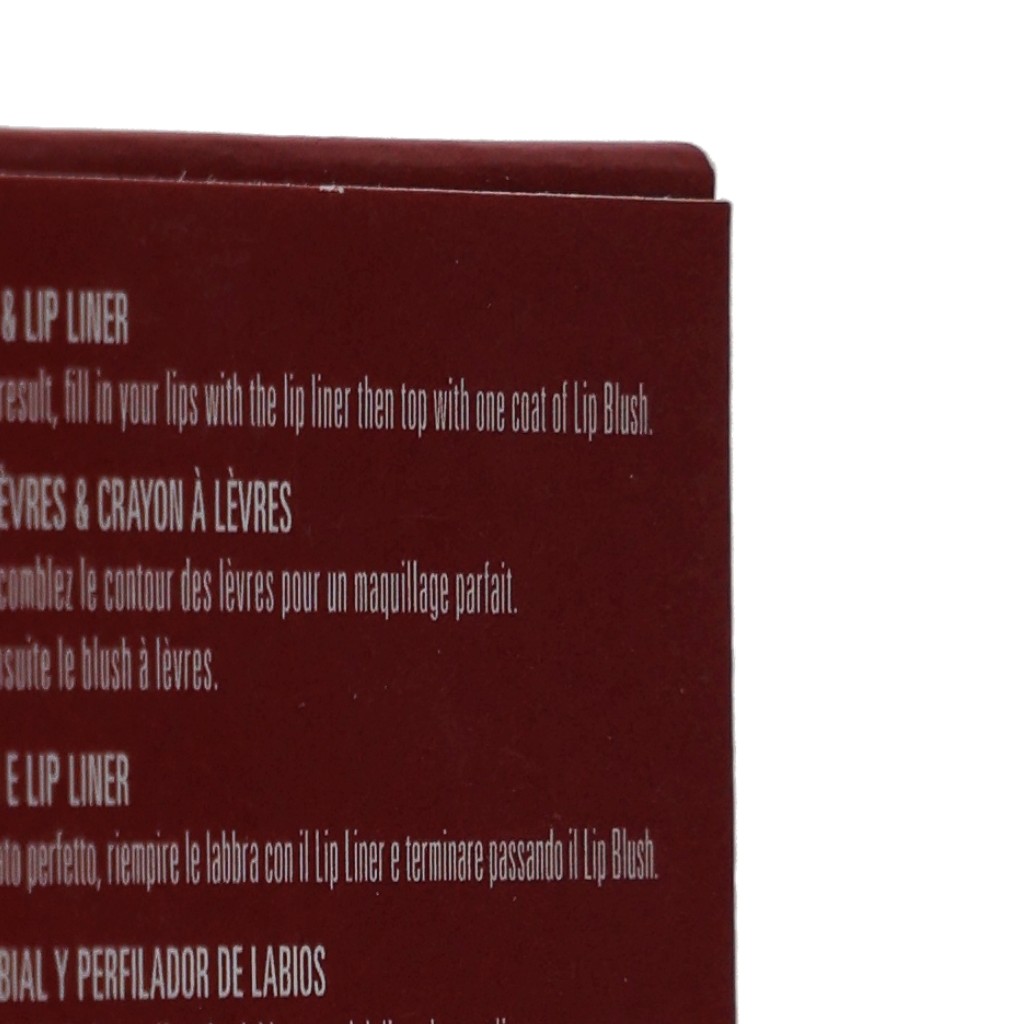 & LIP LINER
result, fill in your lips with the lip liner then top with one coat of Lip Blush.
ÈVRES & CRAYON À LÈVRES
comblez le contour des lèvres pour un maquillage parfait.
suite le blush à lèvres.
E LIP LINER
to perfetto, riempire le labbra con il Lip Liner e terminare passando il Lip Blush.
BIAL Y PERFILADOR DE LABIOS